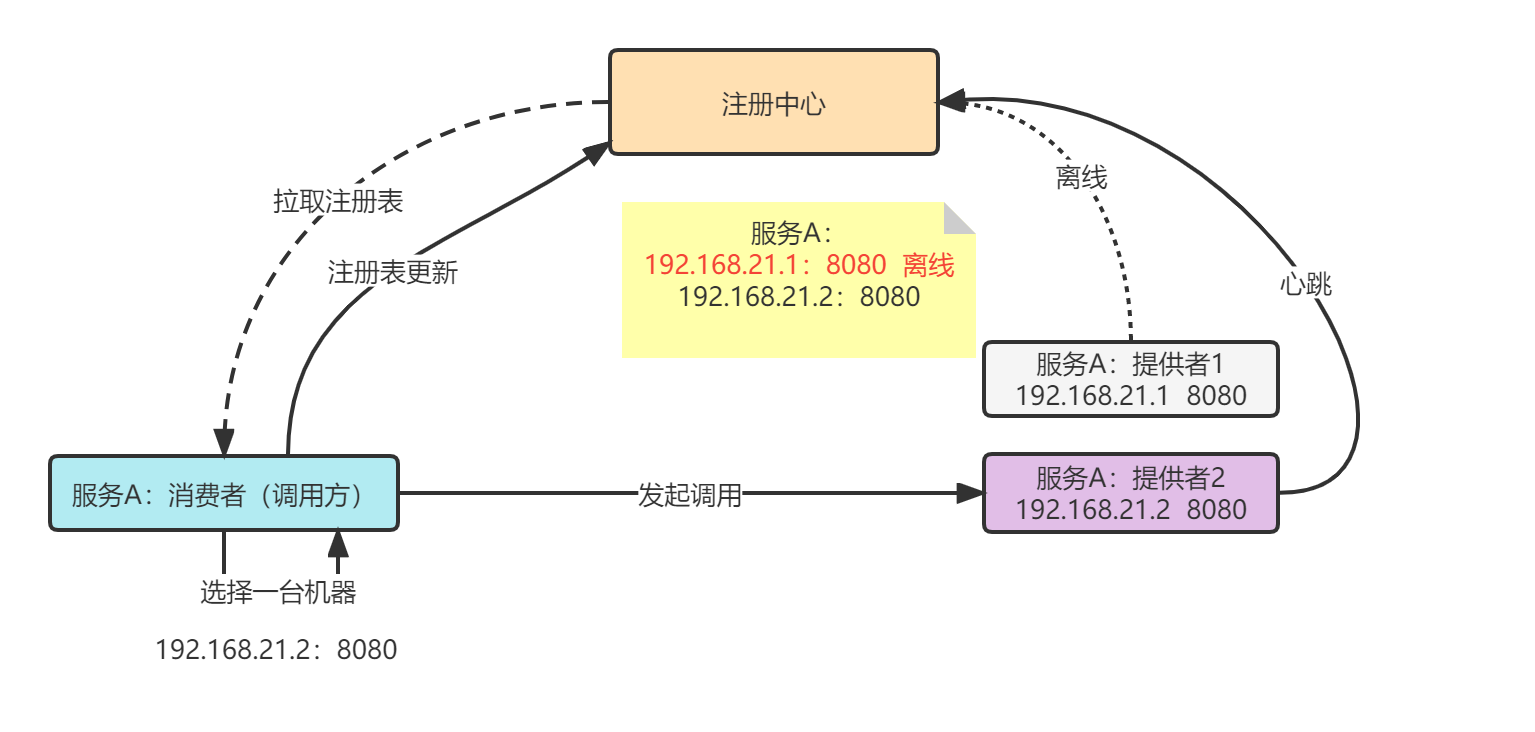 注册中心
拉取注册表
注册表更新
离线
心跳
服务A:
192.168.21.1：8080  离线
192.168.21.2：8080
服务A：提供者1
192.168.21.1  8080
服务A：消费者（调用方）
发起调用
服务A：提供者2
192.168.21.2  8080
选择一台机器
192.168.21.2：8080